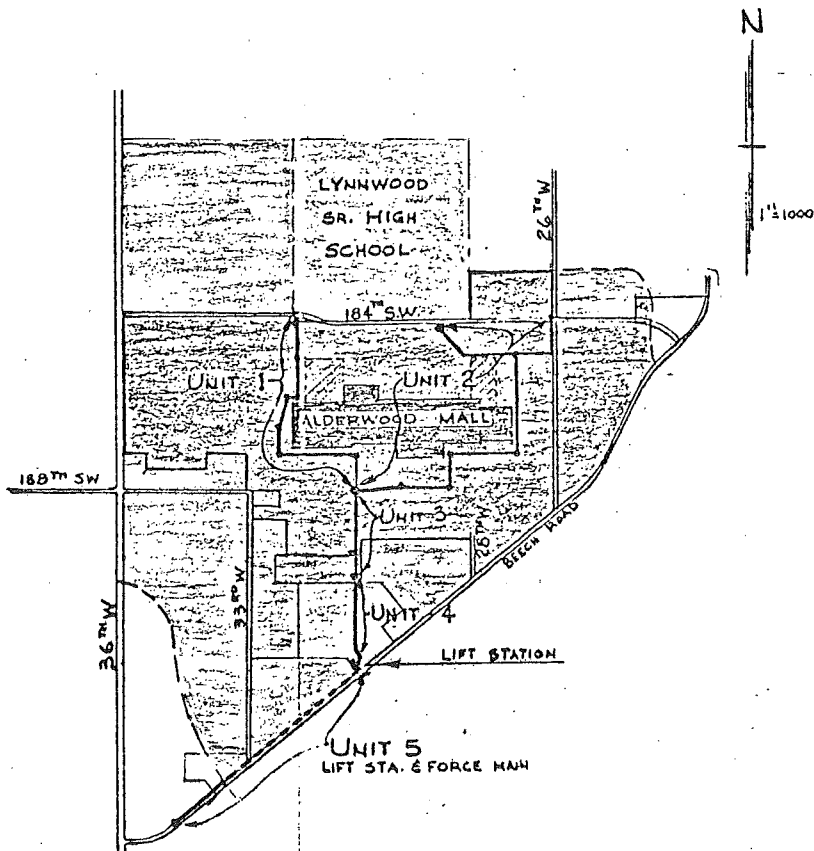 N
1"=1000
LYNNWOOD
SR. HIGH
SCHOOL
26TH W
184TH S.W.
UNIT 1
UNIT 2
ALDERWOOD MALL
188TH SW
UNIT 3
28TH W
BEECH ROAD
36TH W
33RD W
UNIT 4
LIFT STATION
UNIT 5
LIFT STA. & FORCE MAIN